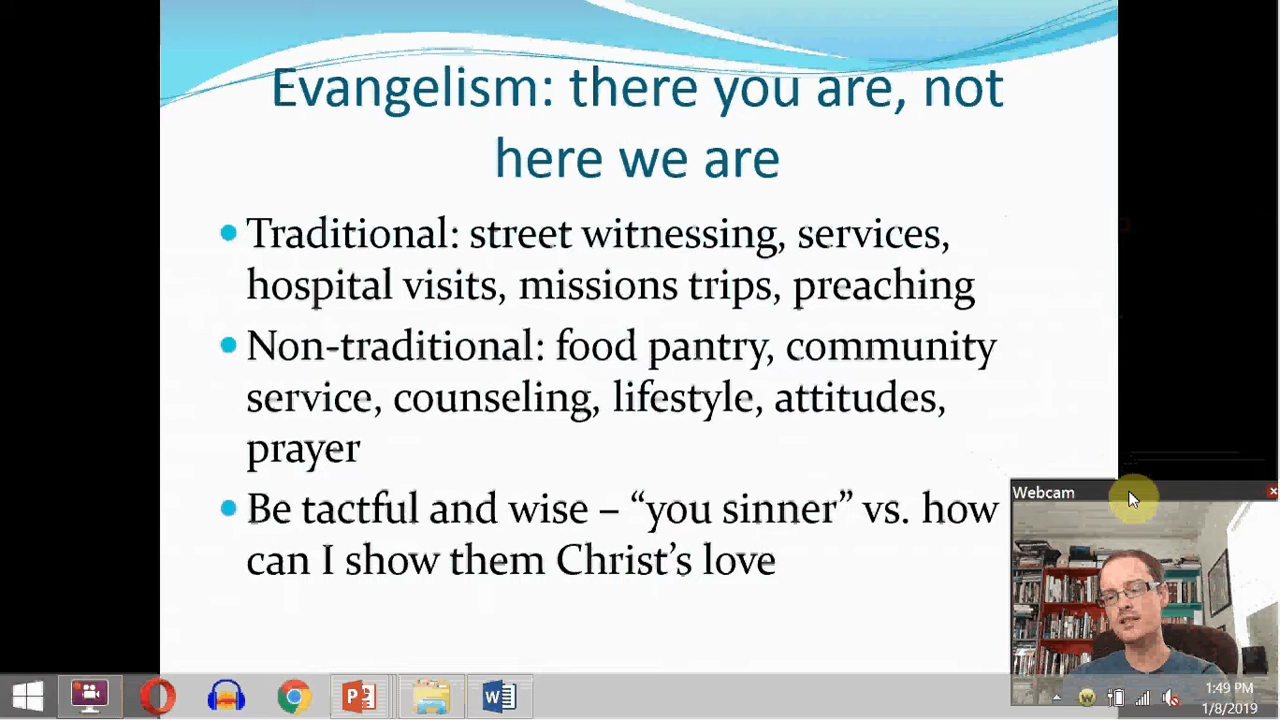 Evangelism: there you are, not
here we are
• Traditional: street witnessing, services,
hospital visits, missions trips, preaching
• Non-traditional: food pantry, community
service, counseling, lifestyle, attitudes,
prayer
• Be tactful and wise – “you sinner” vs. how
can I show them Christ’s love
Webcam
1:49 PM
1/8/2019